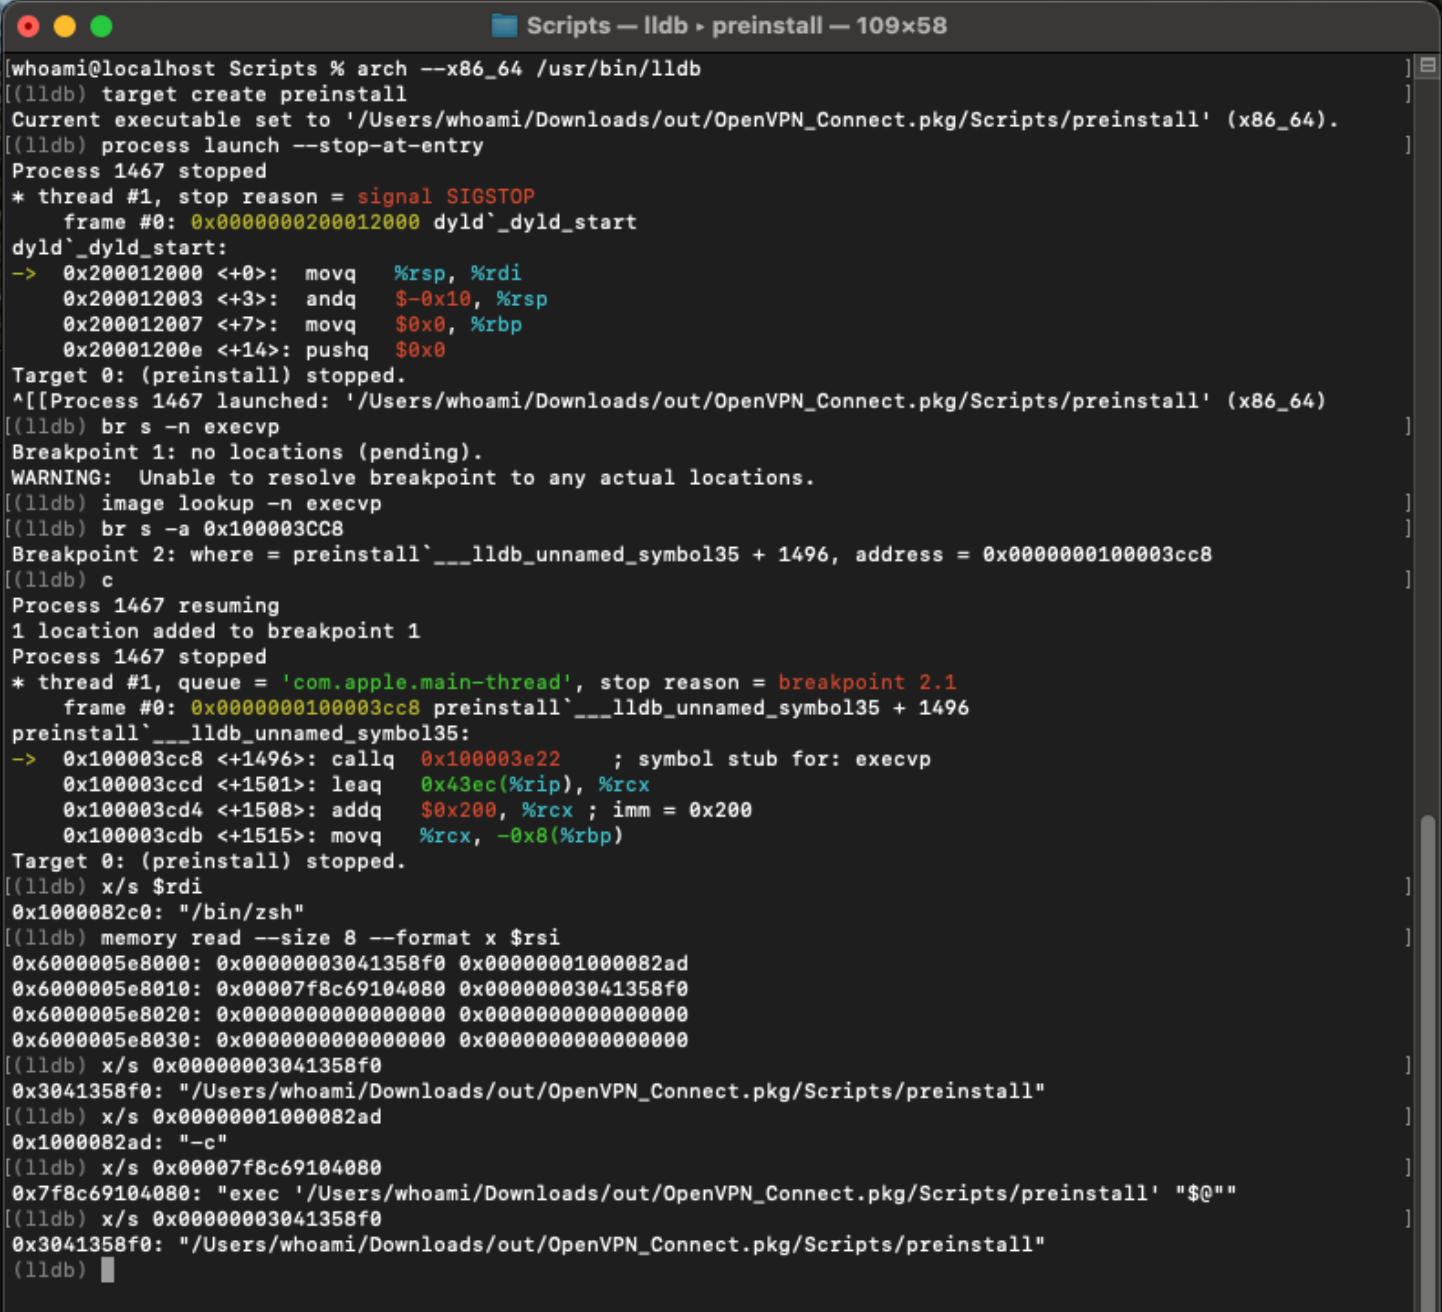 Scripts — lldb ▸ preinstall — 109×58
[whoami@localhost Scripts % arch --x86_64 /usr/bin/lldb ]
[(lldb) target create preinstall ]
Current executable set to '/Users/whoami/Downloads/out/OpenVPN_Connect.pkg/Scripts/preinstall' (x86_64).
[(lldb) process launch --stop-at-entry ]
Process 1467 stopped
* thread #1, stop reason = signal SIGSTOP
    frame #0: 0x0000000200012000 dyld`_dyld_start
dyld`_dyld_start:
->  0x200012000 <+0>:  movq   %rsp, %rdi
    0x200012003 <+3>:  andq   $-0x10, %rsp
    0x200012007 <+7>:  movq   $0x0, %rbp
    0x20001200e <+14>: pushq  $0x0
Target 0: (preinstall) stopped.
^[[Process 1467 launched: '/Users/whoami/Downloads/out/OpenVPN_Connect.pkg/Scripts/preinstall' (x86_64)
[(lldb) br s -n execvp ]
Breakpoint 1: no locations (pending).
WARNING:  Unable to resolve breakpoint to any actual locations.
[(lldb) image lookup -n execvp ]
[(lldb) br s -a 0x100003CC8 ]
Breakpoint 2: where = preinstall`___lldb_unnamed_symbol35 + 1496, address = 0x0000000100003cc8
[(lldb) c ]
Process 1467 resuming
1 location added to breakpoint 1
Process 1467 stopped
* thread #1, queue = 'com.apple.main-thread', stop reason = breakpoint 2.1
    frame #0: 0x0000000100003cc8 preinstall`___lldb_unnamed_symbol35 + 1496
preinstall`___lldb_unnamed_symbol35:
->  0x100003cc8 <+1496>: callq  0x100003e22    ; symbol stub for: execvp
    0x100003ccd <+1501>: leaq   0x43ec(%rip), %rcx
    0x100003cd4 <+1508>: addq   $0x200, %rcx ; imm = 0x200
    0x100003cdb <+1515>: movq   %rcx, -0x8(%rbp)
Target 0: (preinstall) stopped.
[(lldb) x/s $rdi ]
0x1000082c0: "/bin/zsh"
[(lldb) memory read --size 8 --format x $rsi ]
0x6000005e8000: 0x00000003041358f0 0x00000001000082ad
0x6000005e8010: 0x00007f8c69104080 0x00000003041358f0
0x6000005e8020: 0x0000000000000000 0x0000000000000000
0x6000005e8030: 0x0000000000000000 0x0000000000000000
[(lldb) x/s 0x00000003041358f0 ]
0x3041358f0: "/Users/whoami/Downloads/out/OpenVPN_Connect.pkg/Scripts/preinstall"
[(lldb) x/s 0x00000001000082ad ]
0x1000082ad: "-c"
[(lldb) x/s 0x00007f8c69104080 ]
0x7f8c69104080: "exec '/Users/whoami/Downloads/out/OpenVPN_Connect.pkg/Scripts/preinstall' "$@""
[(lldb) x/s 0x00000003041358f0 ]
0x3041358f0: "/Users/whoami/Downloads/out/OpenVPN_Connect.pkg/Scripts/preinstall"
(lldb)